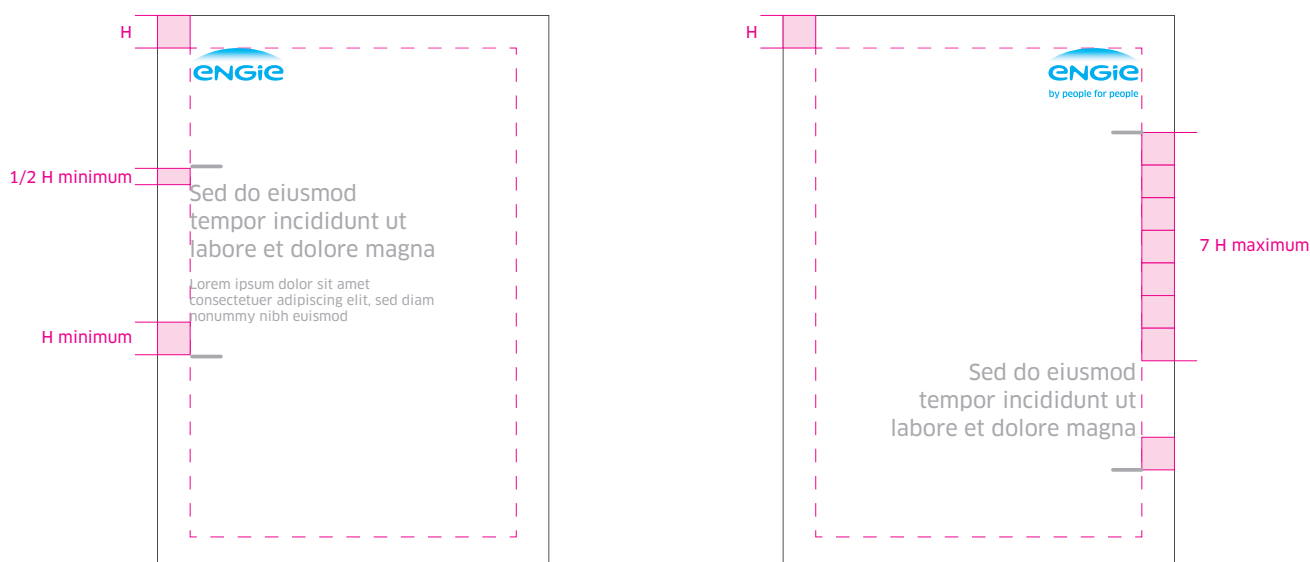 H
eNGie
1/2 H minimum
Sed do eiusmod
tempor incididunt ut
labore et dolore magna
Lorem ipsum dolor sit amet
consectetuer adipiscing elit, sed diam
nonummy nibh euismod
H minimum
H
eNGie
by people for people
7 H maximum
Sed do eiusmod
tempor incididunt ut
labore et dolore magna